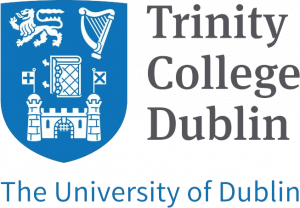 Trinity
College
Dublin
The University of Dublin